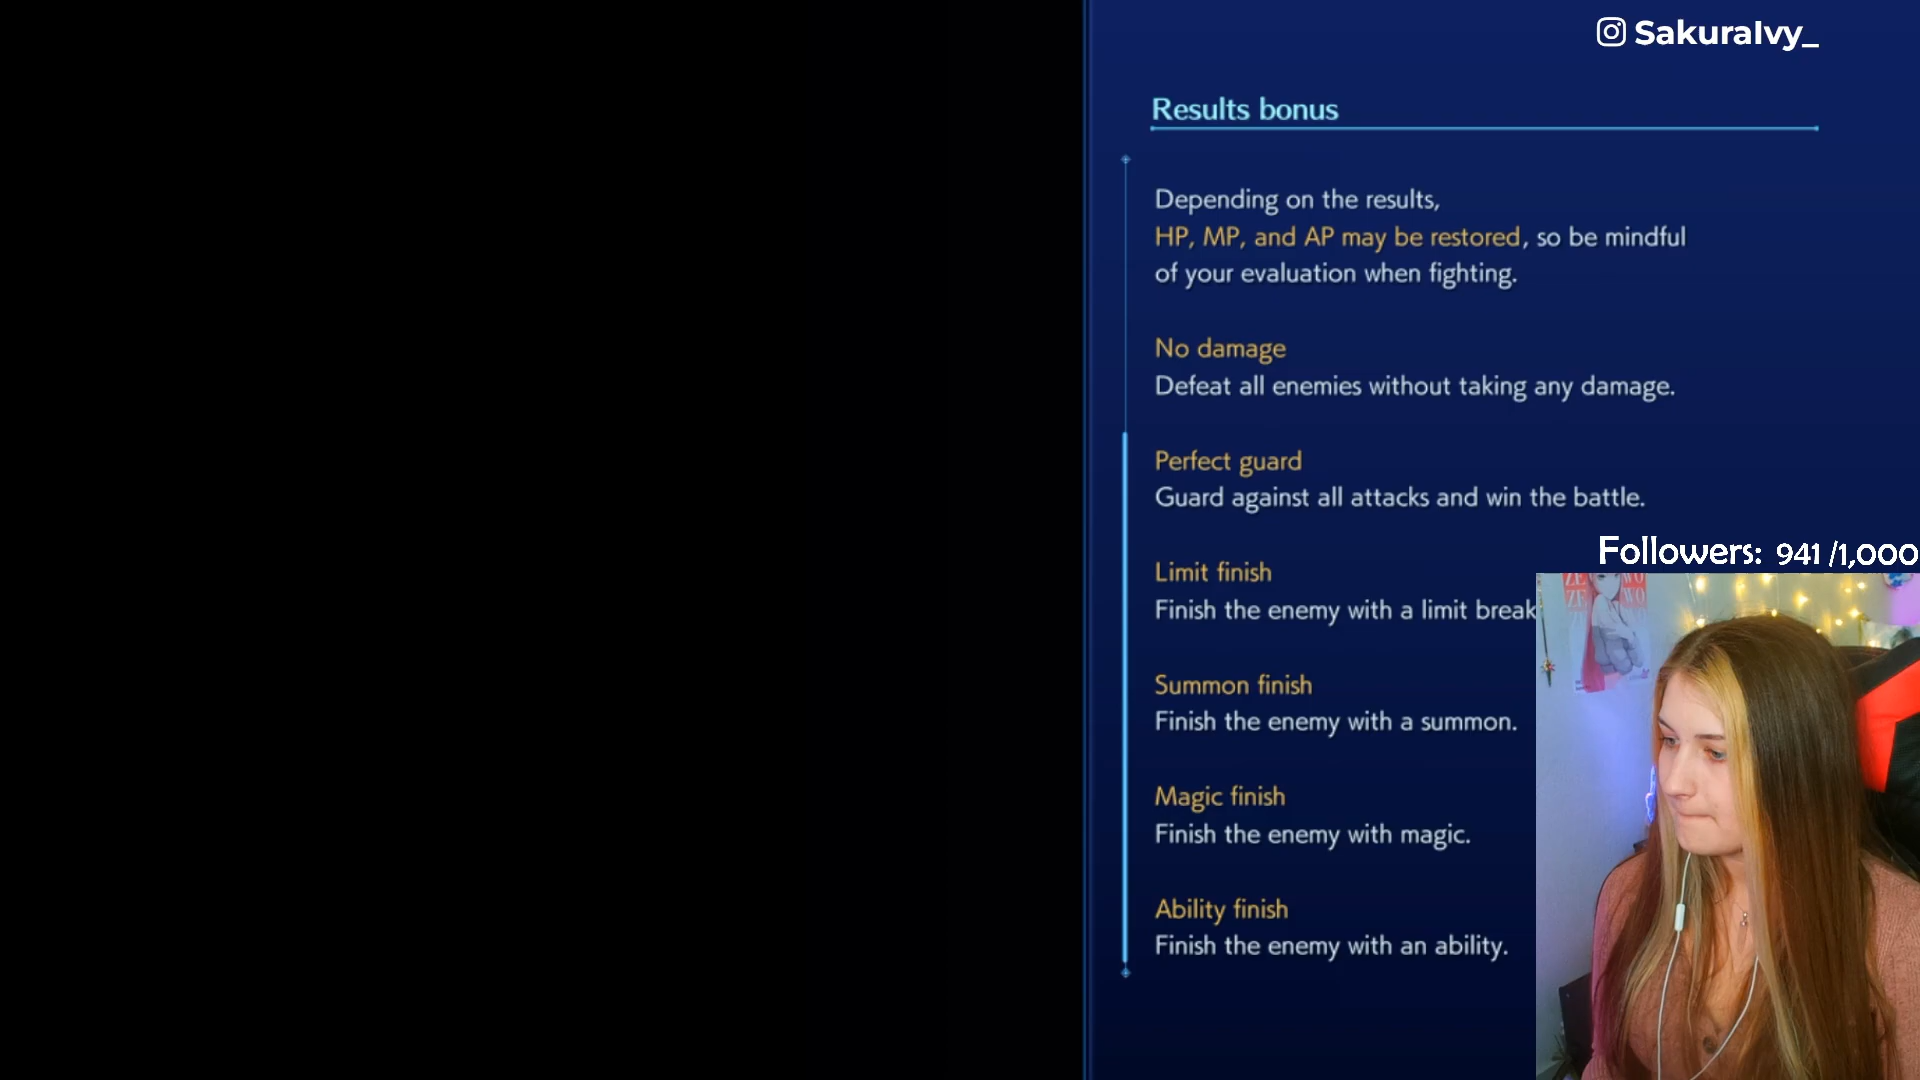 SakuraIvy_
Results bonus
Depending on the results,
HP, MP, and AP may be restored, so be mindful
of your evaluation when fighting.
No damage
Defeat all enemies without taking any damage.
Perfect guard
Guard against all attacks and win the battle.
Followers: 941 /1,000
Limit finish
Finish the enemy with a limit break
Summon finish
Finish the enemy with a summon.
Magic finish
Finish the enemy with magic.
Ability finish
Finish the enemy with an ability.